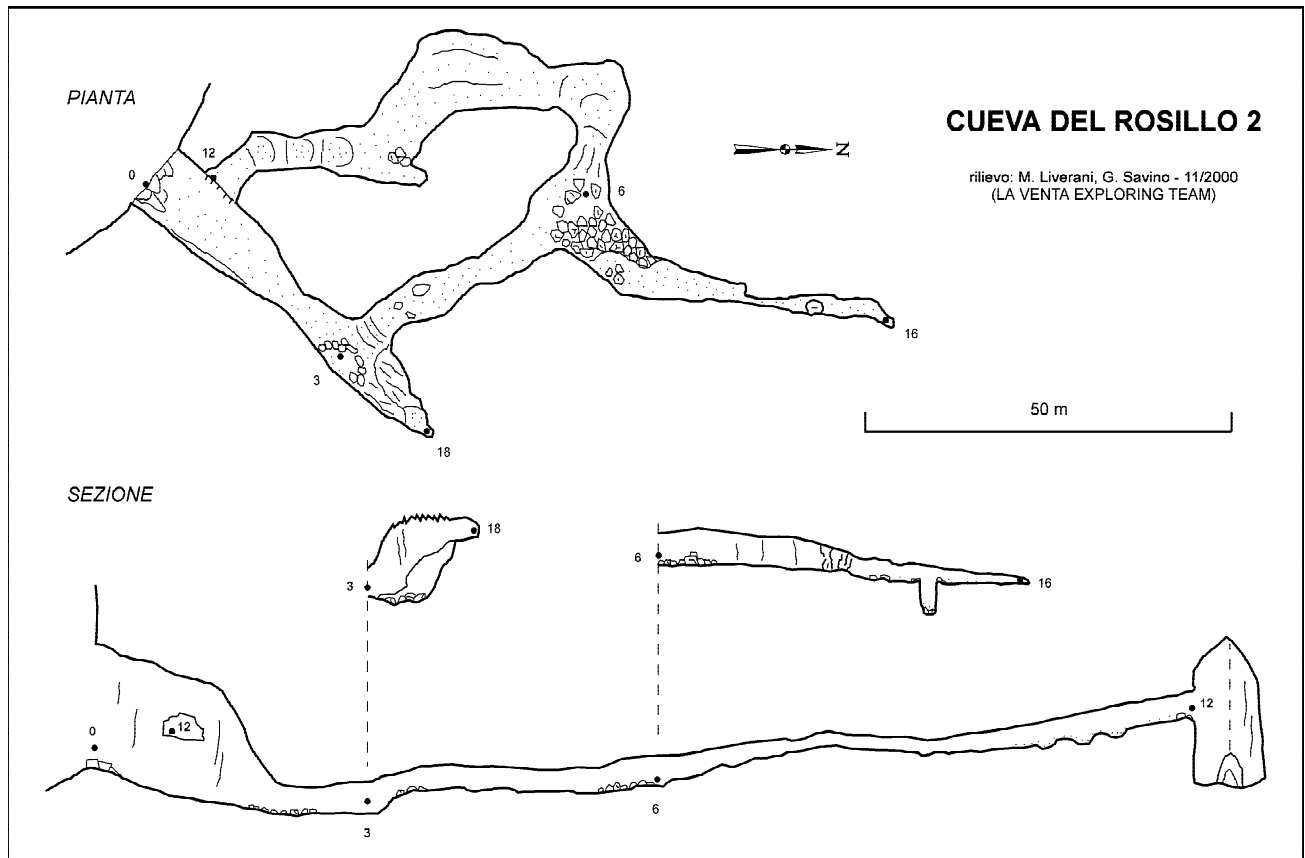 PIANTA
CUEVA DEL ROSILLO 2
12
N
0
rilievo: M. Liverani, G. Savino - 11/2000
6
(LA VENTA EXPLORING TEAM)
16
3
50 m
18
SEZIONE
18
6
3
16
12
12
0
6
3